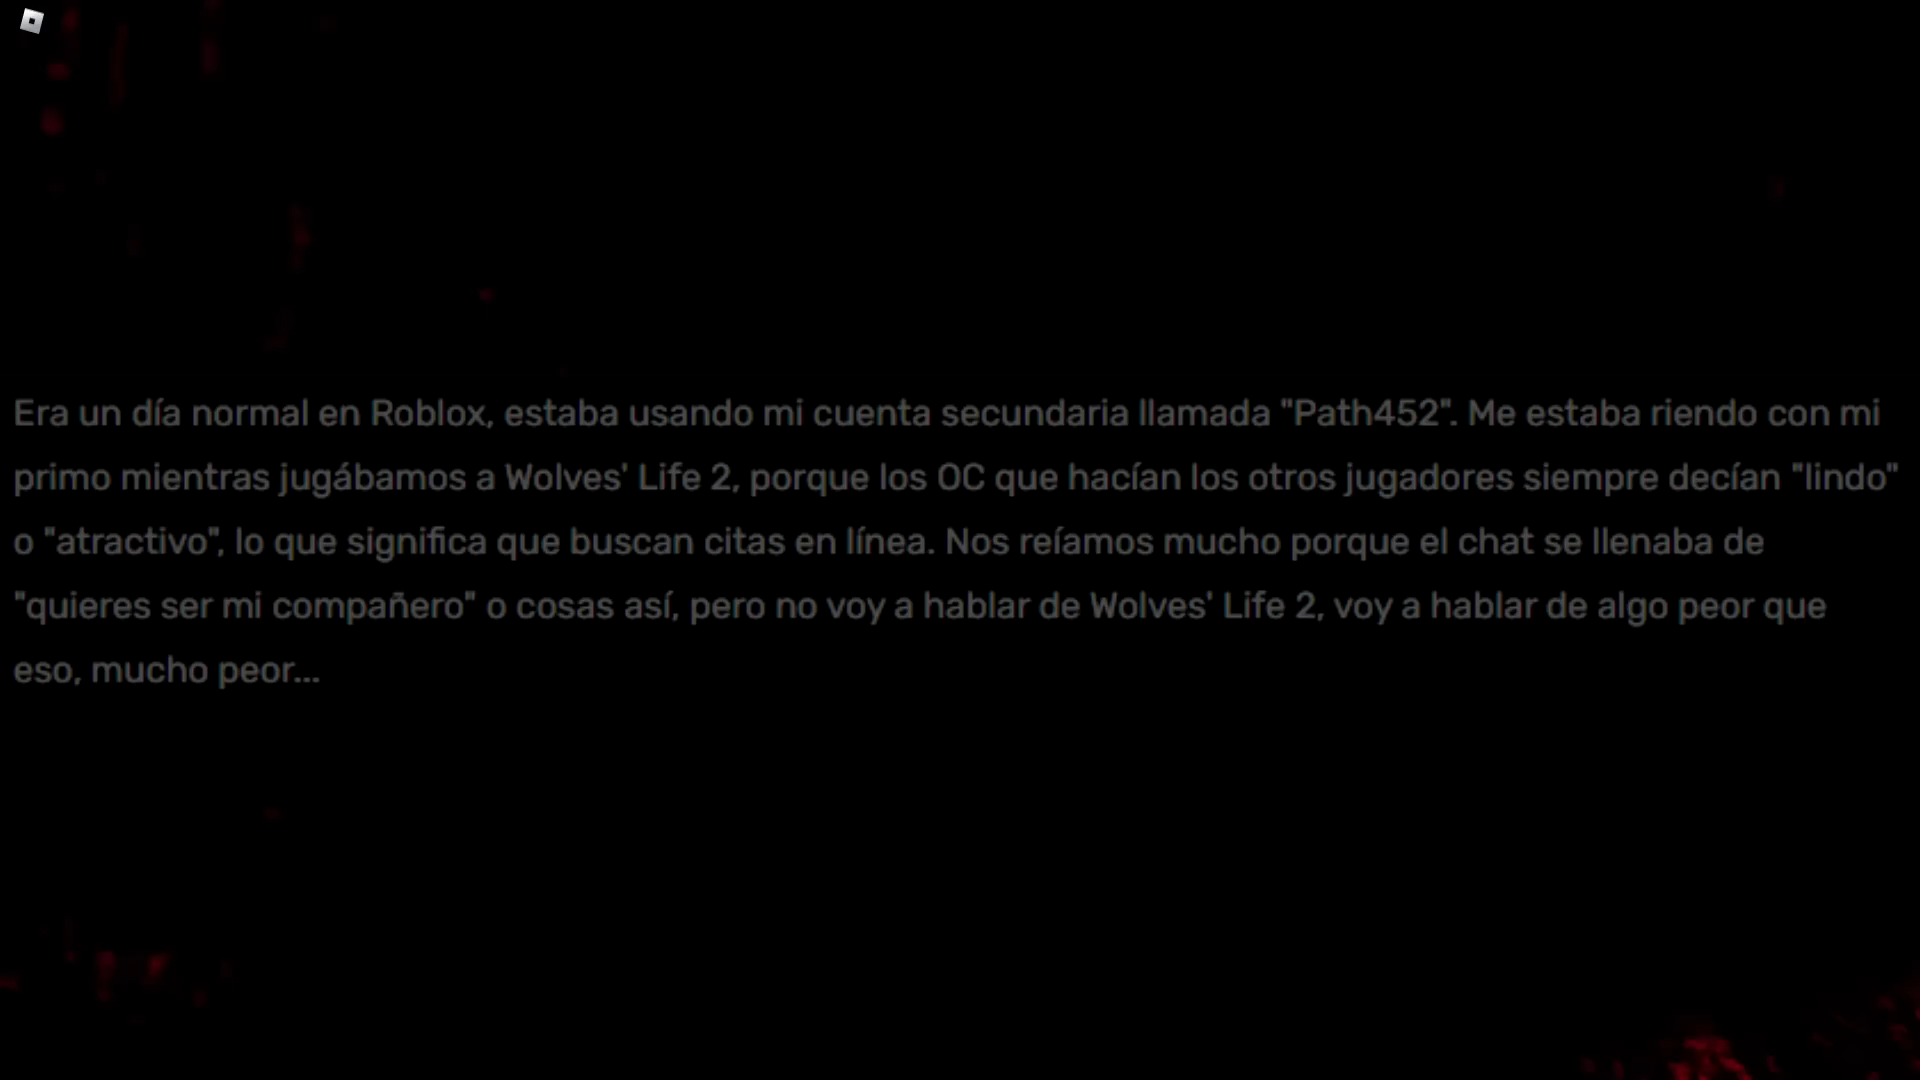 Era un día normal en Roblox, estaba usando mi cuenta secundaria llamada "Path452". Me estaba riendo con mi
primo mientras jugábamos a Wolves' Life 2, porque los OC que hacían los otros jugadores siempre decían "lindo"
o "atractivo", lo que significa que buscan citas en línea. Nos reíamos mucho porque el chat se llenaba de
"quieres ser mi compañero" o cosas así, pero no voy a hablar de Wolves' Life 2, voy a hablar de algo peor que
eso, mucho peor...